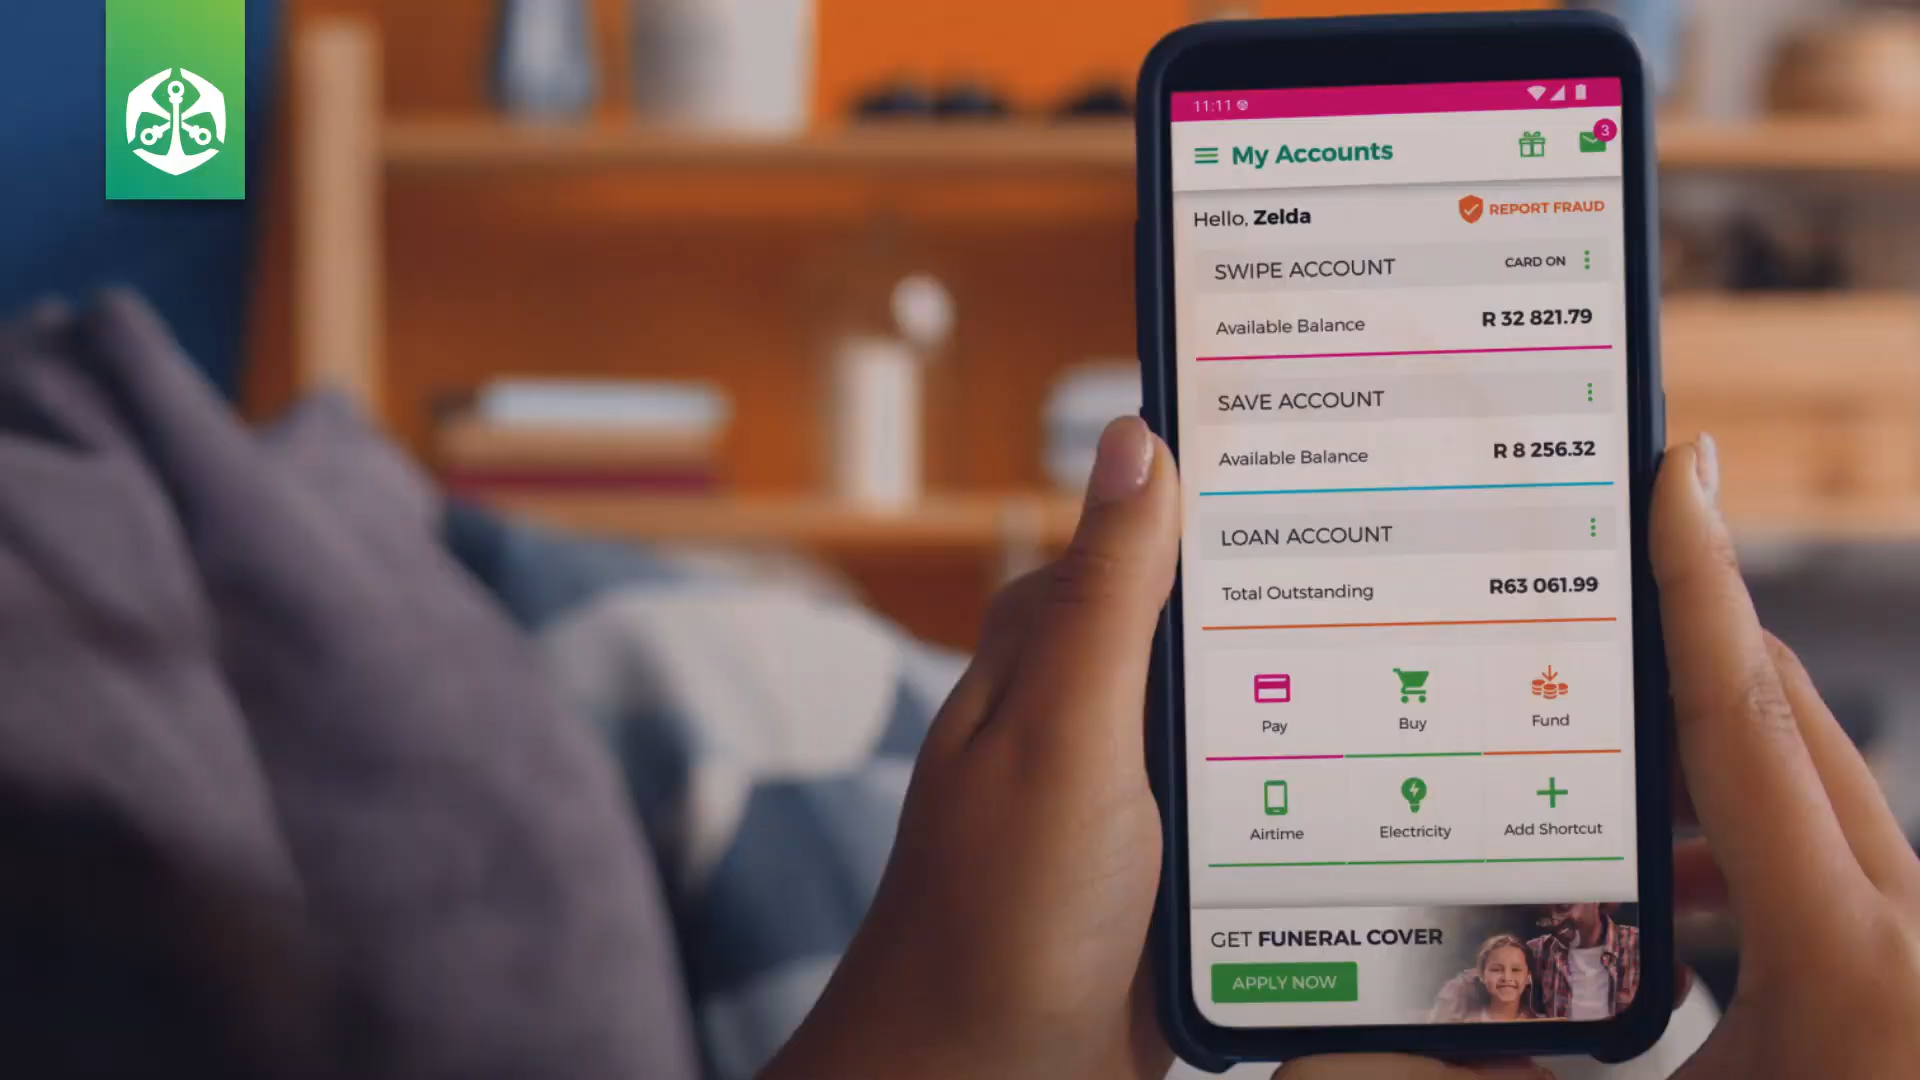 11:11
My Accounts
3
Hello, Zelda
REPORT FRAUD
SWIPE ACCOUNT CARD ON
Available Balance R 32 821.79
SAVE ACCOUNT
Available Balance R 8 256.32
LOAN ACCOUNT
Total Outstanding R63 061.99
Pay Buy Fund
Airtime Electricity Add Shortcut
GET FUNERAL COVER
APPLY NOW